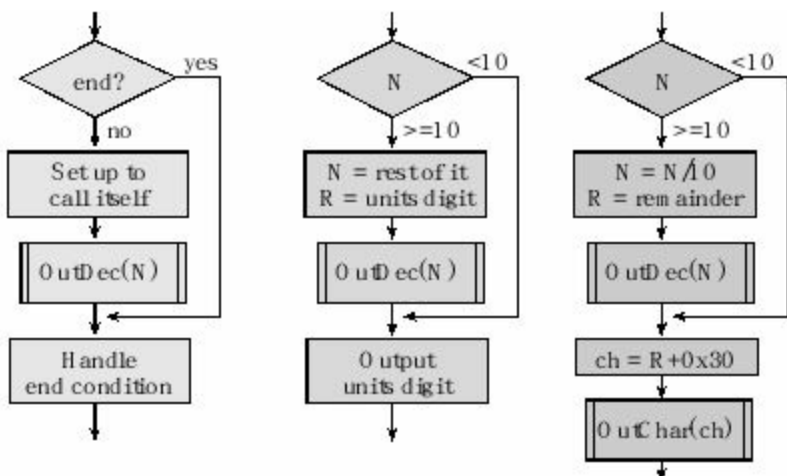 end?
yes
no
Set up to
call itself
OutDec(N)
Handle
end condition
N
<10
>=10
N = rest of it
R = units digit
OutDec(N)
Output
units digit
N
<10
>=10
N = N/10
R = remainder
OutDec(N)
ch = R+0x30
OutChar(ch)